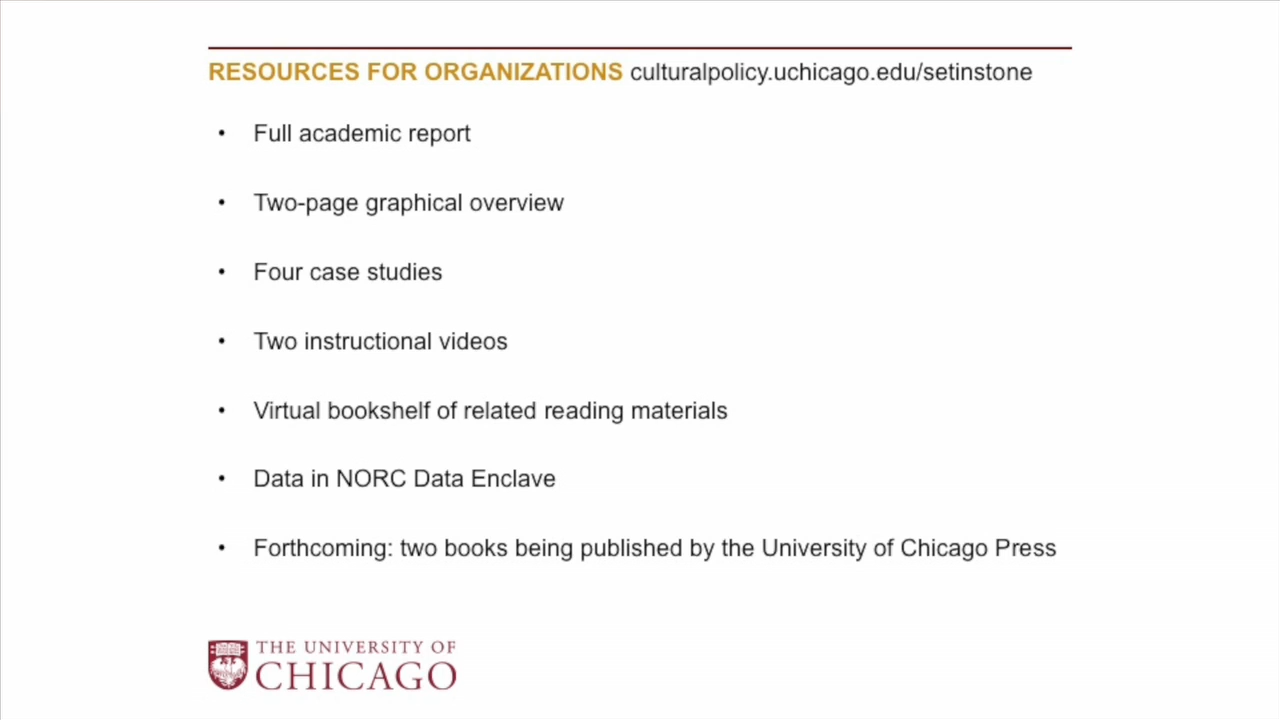 RESOURCES FOR ORGANIZATIONS culturalpolicy.uchicago.edu/setinstone
• Full academic report
• Two-page graphical overview
• Four case studies
• Two instructional videos
• Virtual bookshelf of related reading materials
• Data in NORC Data Enclave
• Forthcoming: two books being published by the University of Chicago Press
THE UNIVERSITY OF
CHICAGO